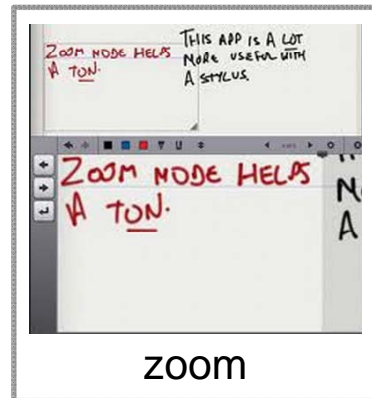 ZOOM MODE HELPS
A TON.
THIS APP IS A LOT
MORE USEFUL WITH
A STYLUS.
ZOOM MODE HELPS
A TON.
M
A
zoom